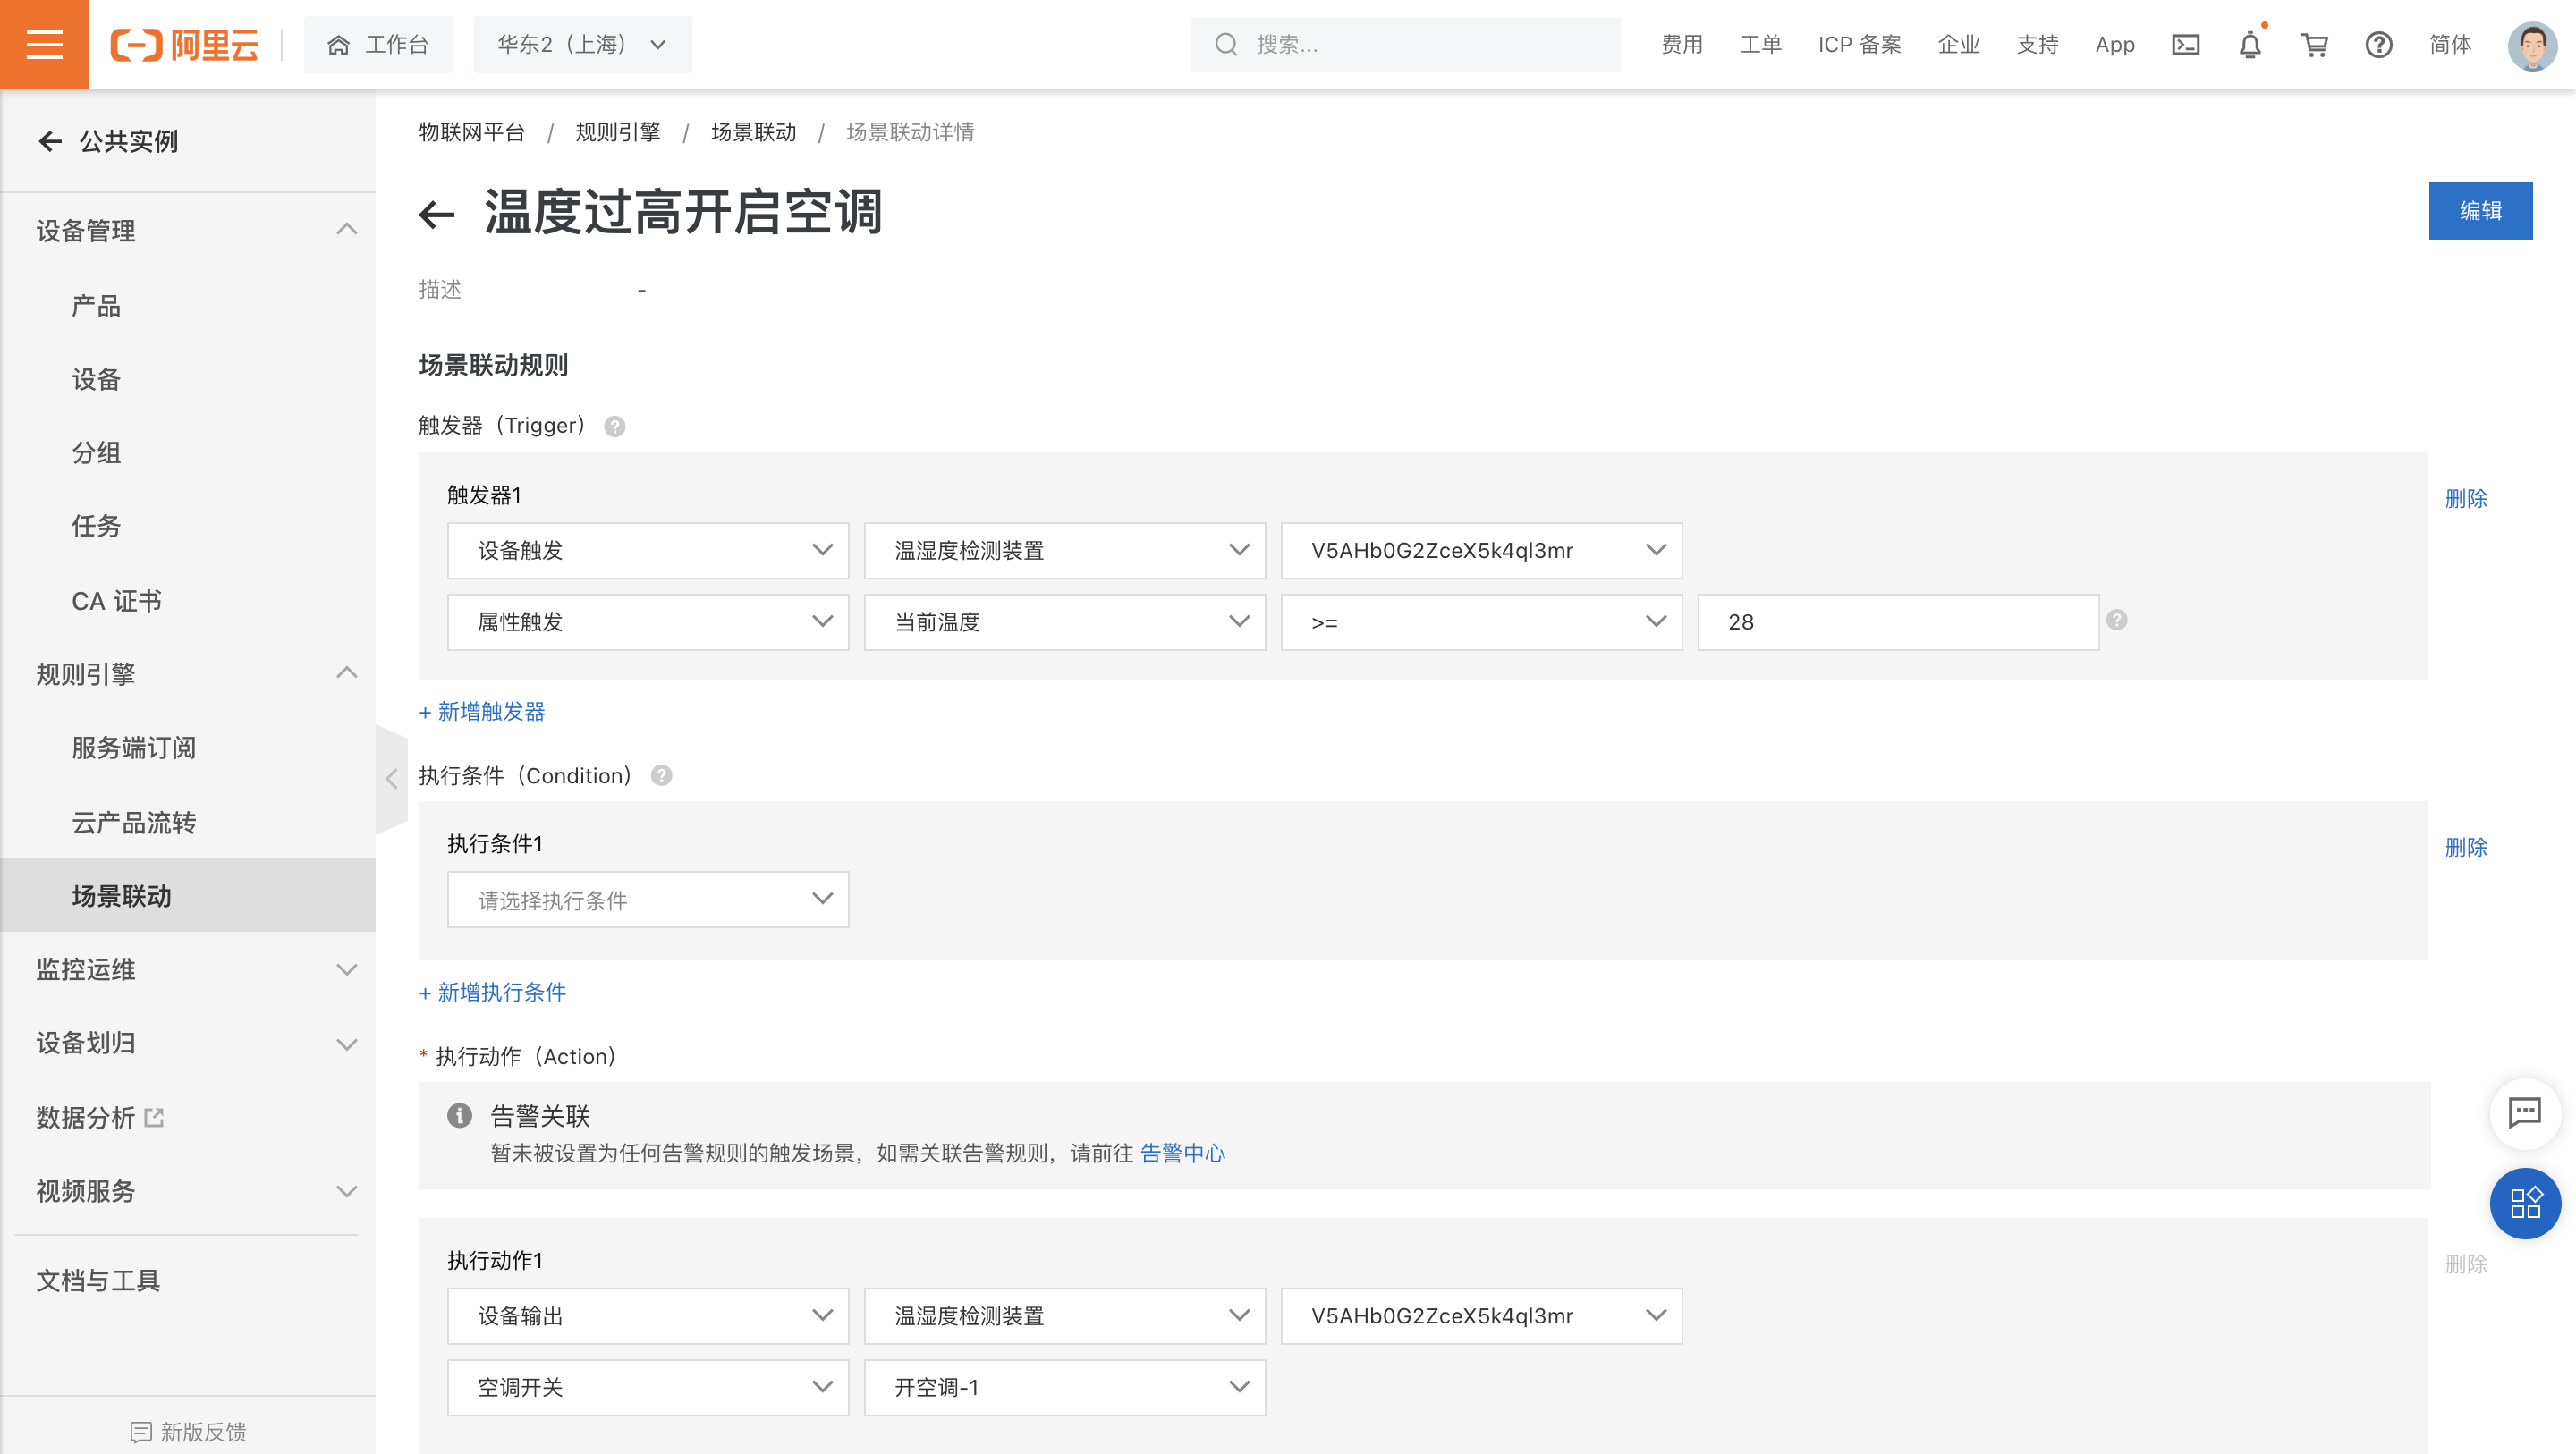 阿里云
工作台
华东2（上海）
搜索...
费用
工单
ICP 备案
企业
支持
App
简体
公共实例
设备管理
产品
设备
分组
任务
CA 证书
规则引擎
服务端订阅
云产品流转
场景联动
监控运维
设备划归
数据分析
视频服务
文档与工具
新版反馈
物联网平台 / 规则引擎 / 场景联动 / 场景联动详情
温度过高开启空调
编辑
描述 -
场景联动规则
触发器（Trigger）
触发器1
删除
设备触发 温湿度检测装置 V5AHb0G2ZceX5k4ql3mr
属性触发 当前温度 >= 28
+ 新增触发器
执行条件（Condition）
执行条件1
删除
请选择执行条件
+ 新增执行条件
* 执行动作（Action）
告警关联
暂未被设置为任何告警规则的触发场景，如需关联告警规则，请前往 告警中心
执行动作1
删除
设备输出 温湿度检测装置 V5AHb0G2ZceX5k4ql3mr
空调开关 开空调-1